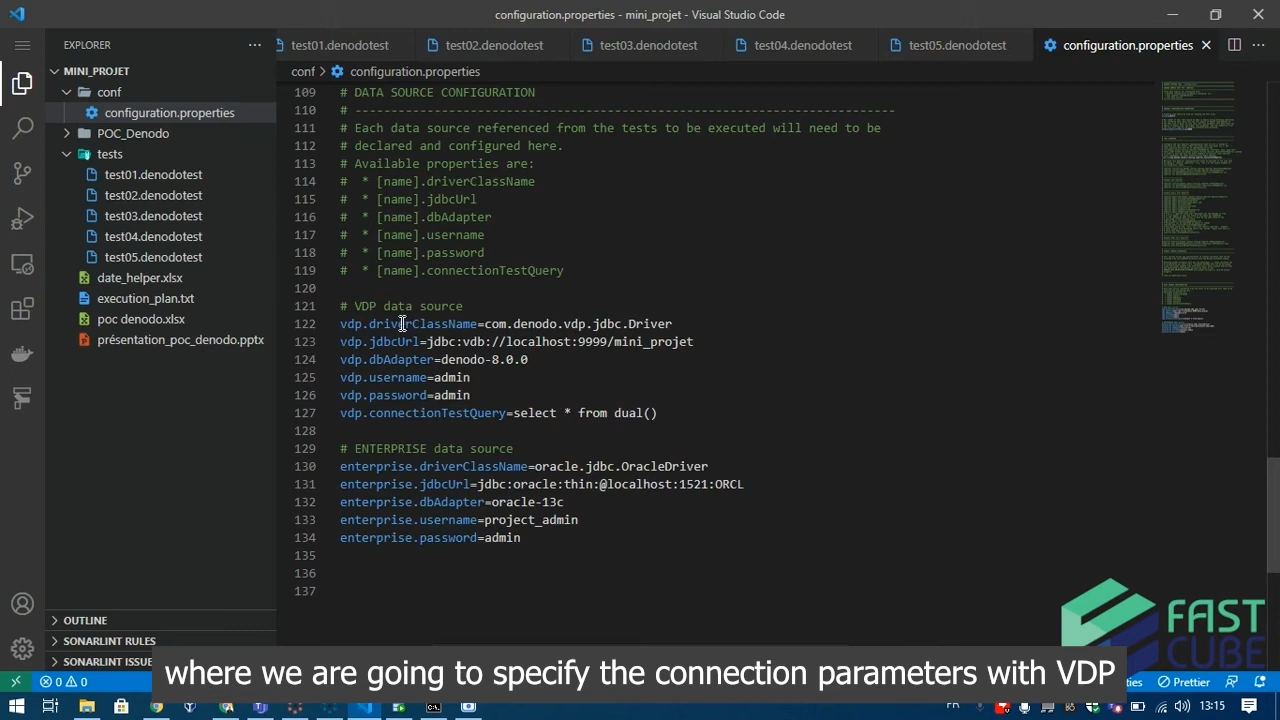 configuration.properties - mini_projet - Visual Studio Code
EXPLORER
test01.denodotest
test02.denodotest
test03.denodotest
test04.denodotest
test05.denodotest
configuration.properties
MINI_PROJET
conf
configuration.properties
POC_Denodo
tests
test01.denodotest
test02.denodotest
test03.denodotest
test04.denodotest
test05.denodotest
date_helper.xlsx
execution_plan.txt
poc denodo.xlsx
présentation_poc_denodo.pptx
OUTLINE
SONARLINT RULES
SONARLINT ISSUE
conf > configuration.properties
109 # DATA SOURCE CONFIGURATION
110 # ---------------------------------------------------------------------------
111 # Each data source referenced from the tests to be executed will need to be
112 # declared and configured here.
113 # Available properties are:
114 #  * [name].driverClassName
115 #  * [name].jdbcUrl
116 #  * [name].dbAdapter
117 #  * [name].username
118 #  * [name].password
119 #  * [name].connectionTestQuery
120
121 # VDP data source
122 vdp.driverClassName=com.denodo.vdp.jdbc.Driver
123 vdp.jdbcUrl=jdbc:vdb://localhost:9999/mini_projet
124 vdp.dbAdapter=denodo-8.0.0
125 vdp.username=admin
126 vdp.password=admin
127 vdp.connectionTestQuery=select * from dual()
128
129 # ENTERPRISE data source
130 enterprise.driverClassName=oracle.jdbc.OracleDriver
131 enterprise.jdbcUrl=jdbc:oracle:thin:@localhost:1521:ORCL
132 enterprise.dbAdapter=oracle-13c
133 enterprise.username=project_admin
134 enterprise.password=admin
135
136
137
FAST
CUBE
where we are going to specify the connection parameters with VDP
0 0
Prettier
FR
13:15